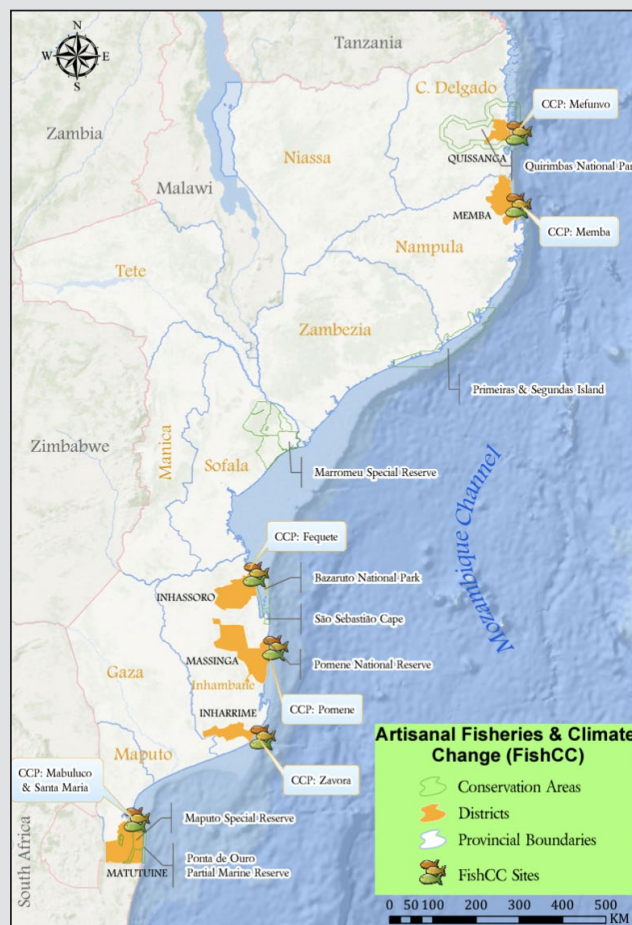 N
W E
S
Tanzania
C. Delgado
CCP: Mefunvo
Zambia
Niassa
QUISSANGA
Quirimbas National Par
Malawi
MEMBA
CCP: Memba
Nampula
Tete
Zambezia
Primeiras & Segundas Island
Zimbabwe
Manica
Sofala
Marromeu Special Reserve
Mozambique Channel
CCP: Fequete
Bazaruto National Park
INHASSORO
São Sebastião Cape
MASSINGA
Pomene National Reserve
Gaza
Inhambane
CCP: Pomene
INHARRIME
Maputo
CCP: Zavora
CCP: Mabuluco
& Santa Maria
Maputo Special Reserve
Ponta de Ouro
Partial Marine Reserve
MATUTUINE
South Africa
Artisanal Fisheries & Climate
Change (FishCC)
Conservation Areas
Districts
Provincial Boundaries
FishCC Sites
0 50 100 200 300 400 500
KM